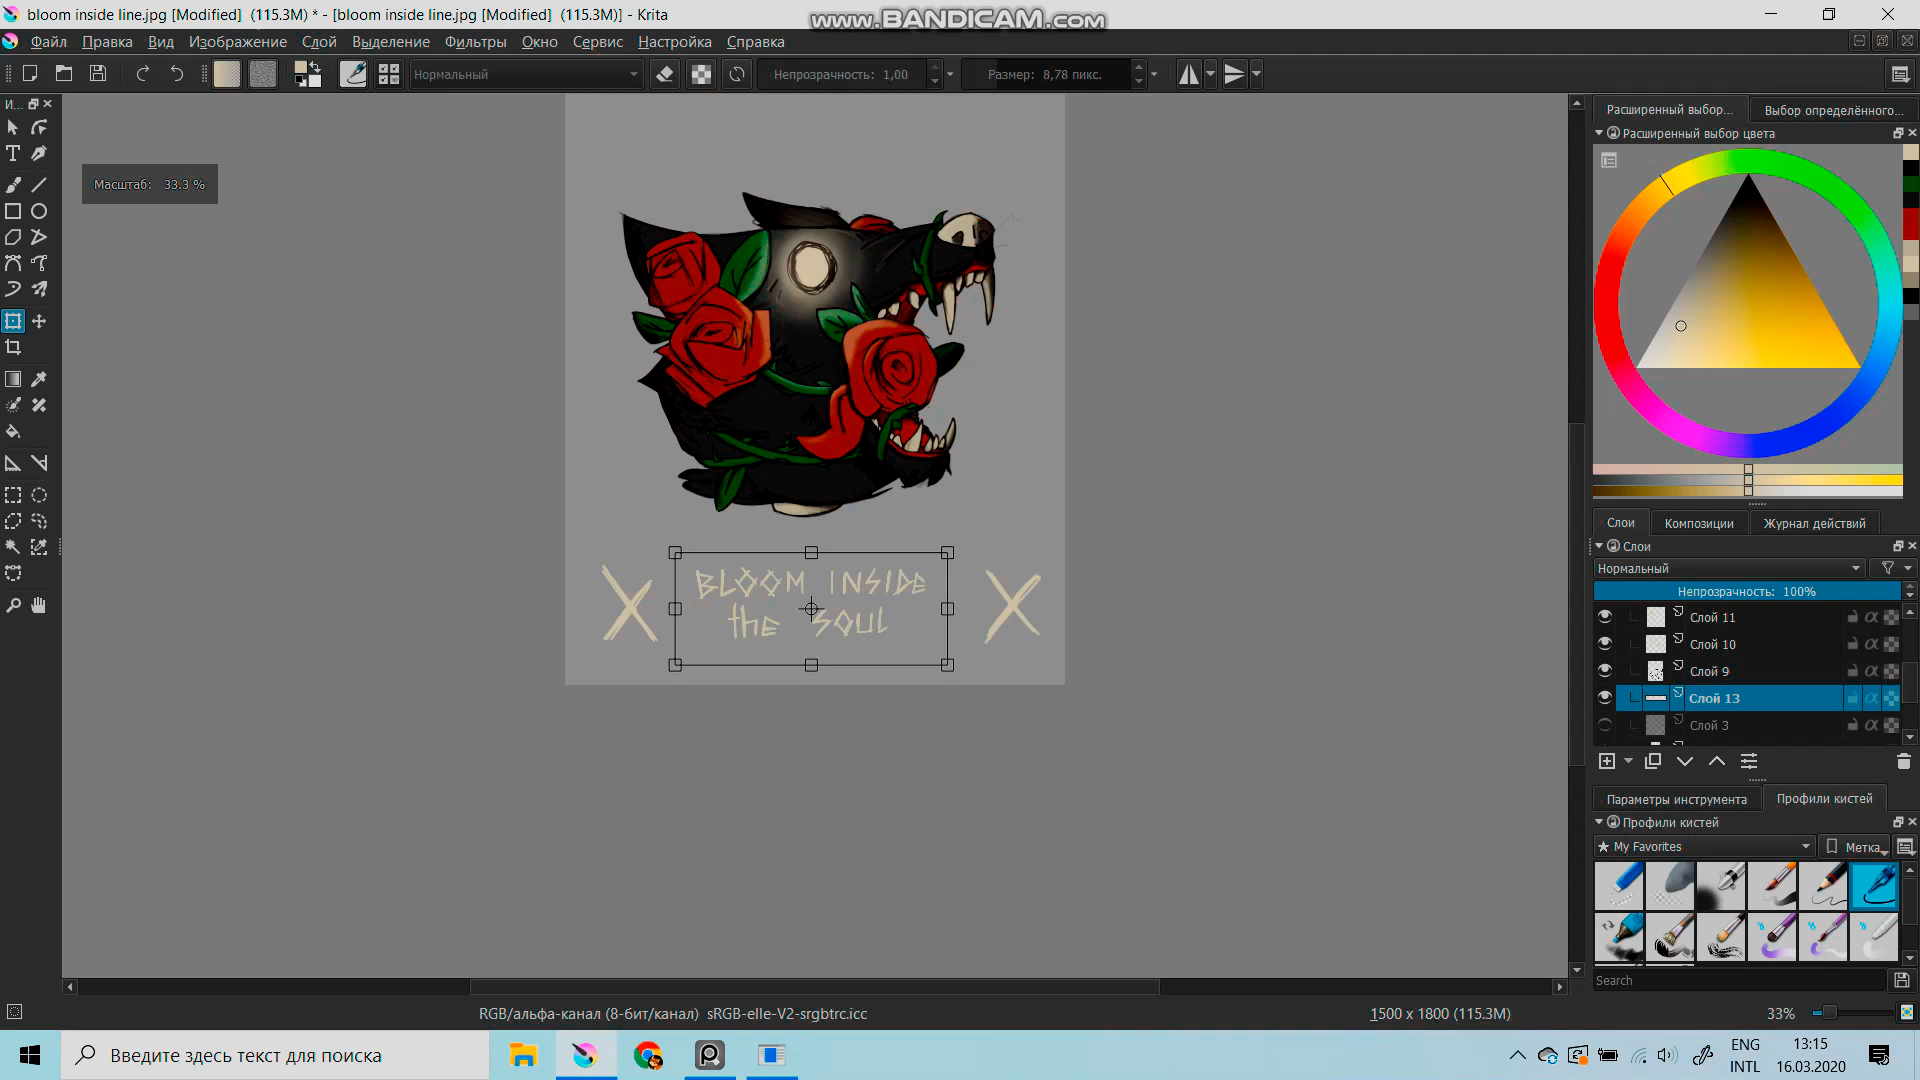 bloom inside line.jpg [Modified]  (115.3M) * - [bloom inside line.jpg [Modified]  (115.3M)] - Krita
www.BANDICAM.com
Файл Правка Вид Изображение Слой Выделение Фильтры Окно Сервис Настройка Справка
Нормальный Непрозрачность: 1,00 Размер: 8,78 пикс.
И...
Расширенный выбор... Выбор определённого...
Расширенный выбор цвета
Масштаб: 33.3 %
BLOOM INSIDE
the SOUL
Слои Композиции Журнал действий
Слои
Нормальный
Непрозрачность: 100%
Слой 11
Слой 10
Слой 9
Слой 13
Слой 3
Параметры инструмента Профили кистей
Профили кистей
My Favorites Метка
Search
RGB/альфа-канал (8-бит/канал)  sRGB-elle-V2-srgbtrc.icc 1500 x 1800 (115.3M) 33%
Введите здесь текст для поиска
ENG 13:15
INTL 16.03.2020